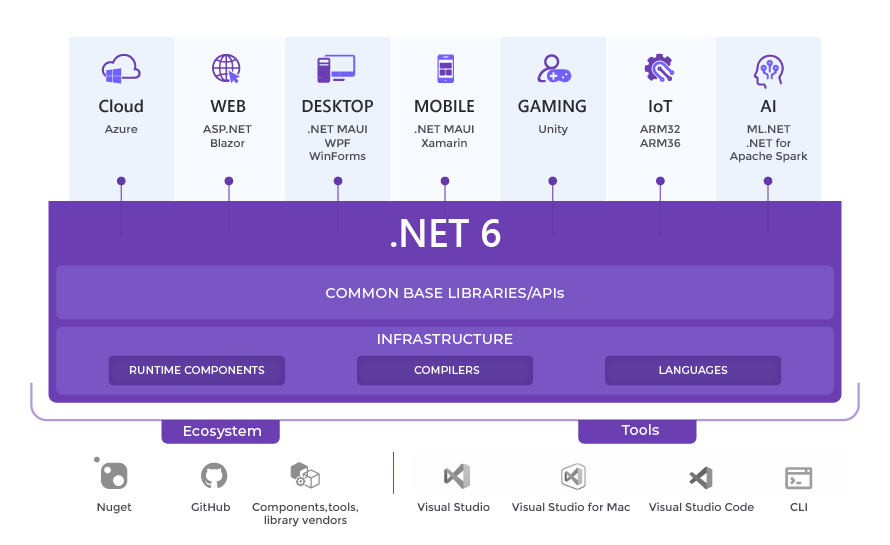 Cloud
Azure
WEB
ASP.NET
Blazor
DESKTOP
.NET MAUI
WPF
WinForms
MOBILE
.NET MAUI
Xamarin
GAMING
Unity
IoT
ARM32
ARM36
AI
ML.NET
.NET for
Apache Spark
.NET 6
COMMON BASE LIBRARIES/APIs
INFRASTRUCTURE
RUNTIME COMPONENTS
COMPILERS
LANGUAGES
Ecosystem
Tools
Nuget
GitHub
Components,tools,
library vendors
Visual Studio
Visual Studio for Mac
Visual Studio Code
CLI